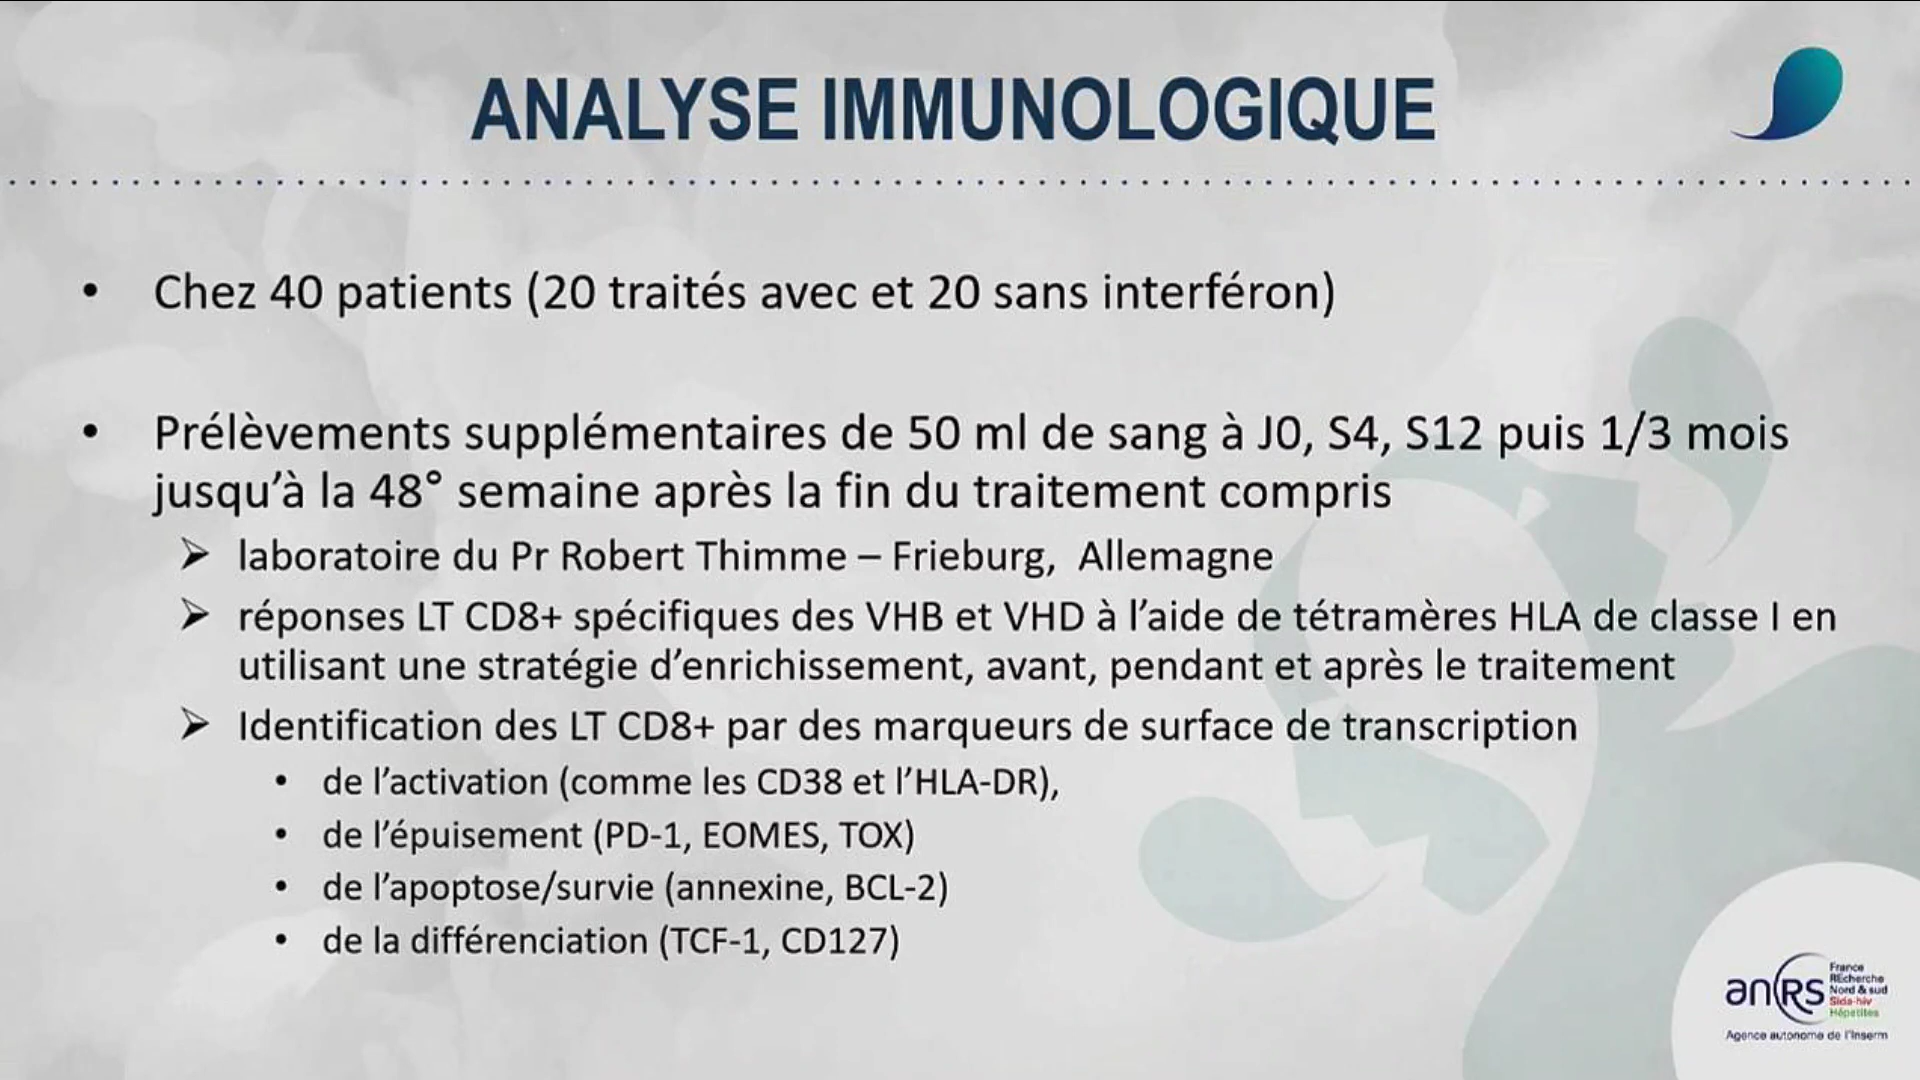 ANALYSE IMMUNOLOGIQUE
• Chez 40 patients (20 traités avec et 20 sans interféron)
• Prélèvements supplémentaires de 50 ml de sang à J0, S4, S12 puis 1/3 mois
jusqu’à la 48° semaine après la fin du traitement compris
➢ laboratoire du Pr Robert Thimme – Frieburg, Allemagne
➢ réponses LT CD8+ spécifiques des VHB et VHD à l’aide de tétramères HLA de classe I en
utilisant une stratégie d’enrichissement, avant, pendant et après le traitement
➢ Identification des LT CD8+ par des marqueurs de surface de transcription
• de l’activation (comme les CD38 et l’HLA-DR),
• de l’épuisement (PD-1, EOMES, TOX)
• de l’apoptose/survie (annexine, BCL-2)
• de la différenciation (TCF-1, CD127)
anRS
France
REcherche
Nord & sud
Sida-hiv
Hépatites
Agence autonome de l'Inserm